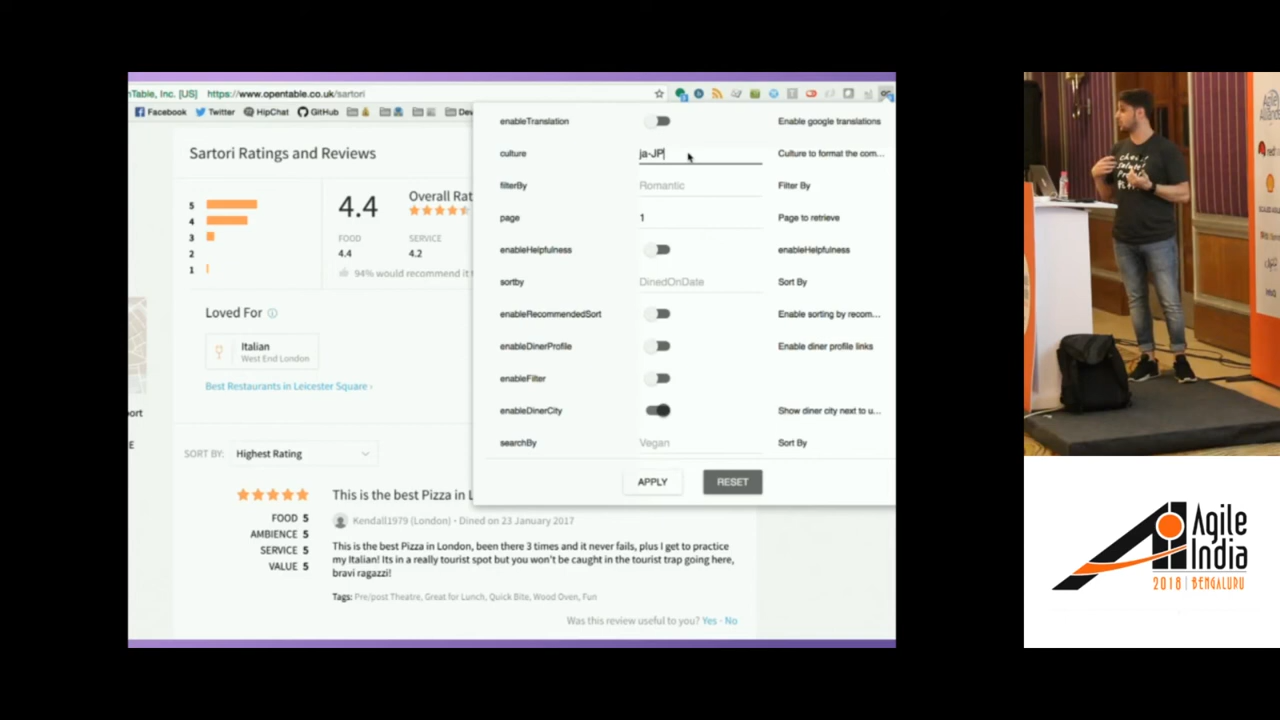 nTable, Inc. [US] https://www.opentable.co.uk/sartori
Facebook Twitter HipChat GitHub Dev
Sartori Ratings and Reviews
5
4
3
2
1
4.4
Overall Rat
FOOD
4.4
SERVICE
4.2
94% would recommend it t
Loved For
Italian
West End London
Best Restaurants in Leicester Square ›
port
E
SORT BY: Highest Rating
This is the best Pizza in L
Kendall1979 (London) • Dined on 23 January 2017
FOOD 5
AMBIENCE 5
SERVICE 5
VALUE 5
This is the best Pizza in London, been there 3 times and it never fails, plus I get to practice
my Italian! Its in a really tourist spot but you won't be caught in the tourist trap going here,
bravi ragazzi!
Tags: Pre/post Theatre, Great for Lunch, Quick Bite, Wood Oven, Fun
Was this review useful to you? Yes · No
enableTranslation Enable google translations
culture ja-JP Culture to format the com...
filterBy Romantic Filter By
page 1 Page to retrieve
enableHelpfulness enableHelpfulness
sortby DinedOnDate Sort By
enableRecommendedSort Enable sorting by recom...
enableDinerProfile Enable diner profile links
enableFilter
enableDinerCity Show diner city next to u...
searchBy Vegan Sort By
APPLY RESET
Agile
India
2018 | BENGALURU